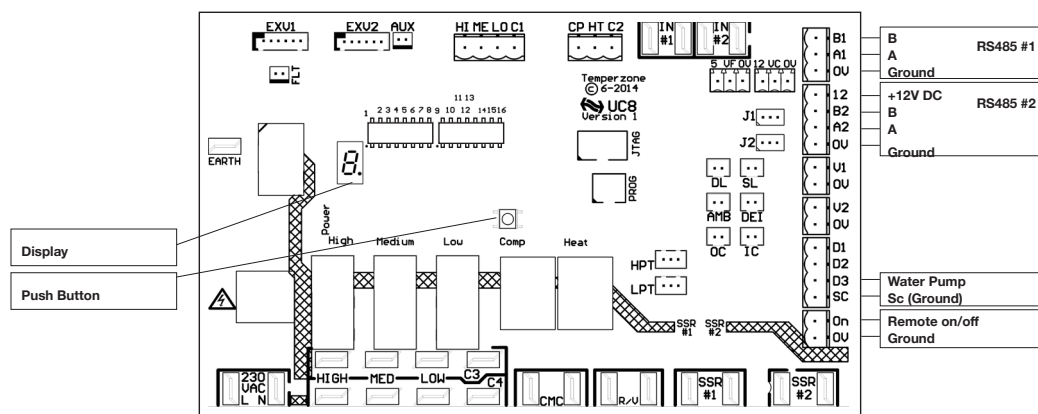 EXV1 EXV2 AUX HI ME LO C1 CP HT C2 IN #1 IN #2
FLT
5 VF 0V 12 VC 0V
Temperzone
© 6-2014
UC8
Version 1
1 2 3 4 5 6 7 8 9 10 11 12 13 14 15 16
8.
EARTH
JTAG
PROG
J1
J2
DL SL
AMB DEI
OC IC
HPT
LPT
Power
High Medium Low Comp Heat
SSR #1 SSR #2
HIGH MED LOW C3
C4
230
VAC
L N
CMC R/V SSR #1 SSR #2
B1
A1
0V
12
B2
A2
0V
V1
0V
V2
0V
D1
D2
D3
SC
On
0V
B RS485 #1
A
Ground
+12V DC RS485 #2
B
A
Ground
Water Pump
Sc (Ground)
Remote on/off
Ground
Display
Push Button